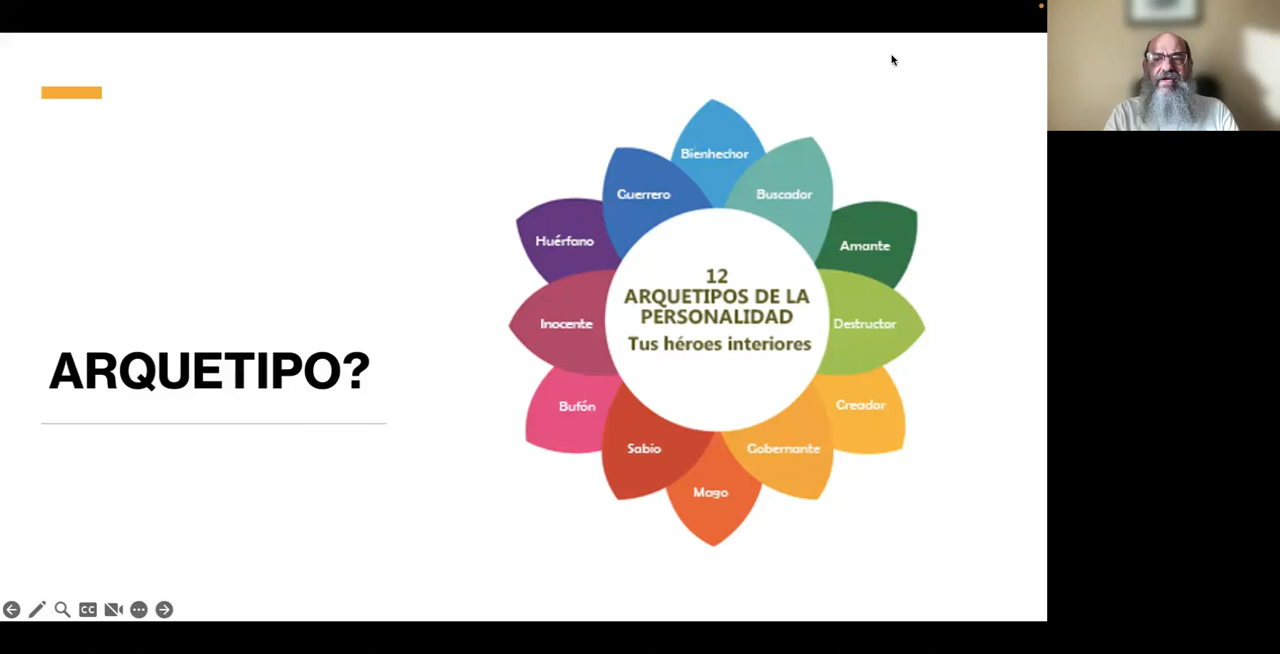 ARQUETIPO?
Bienhechor
Guerrero
Buscador
Huérfano
Amante
12
ARQUETIPOS DE LA
PERSONALIDAD
Tus héroes interiores
Inocente
Destructor
Bufón
Creador
Sabio
Gobernante
Mago
CC